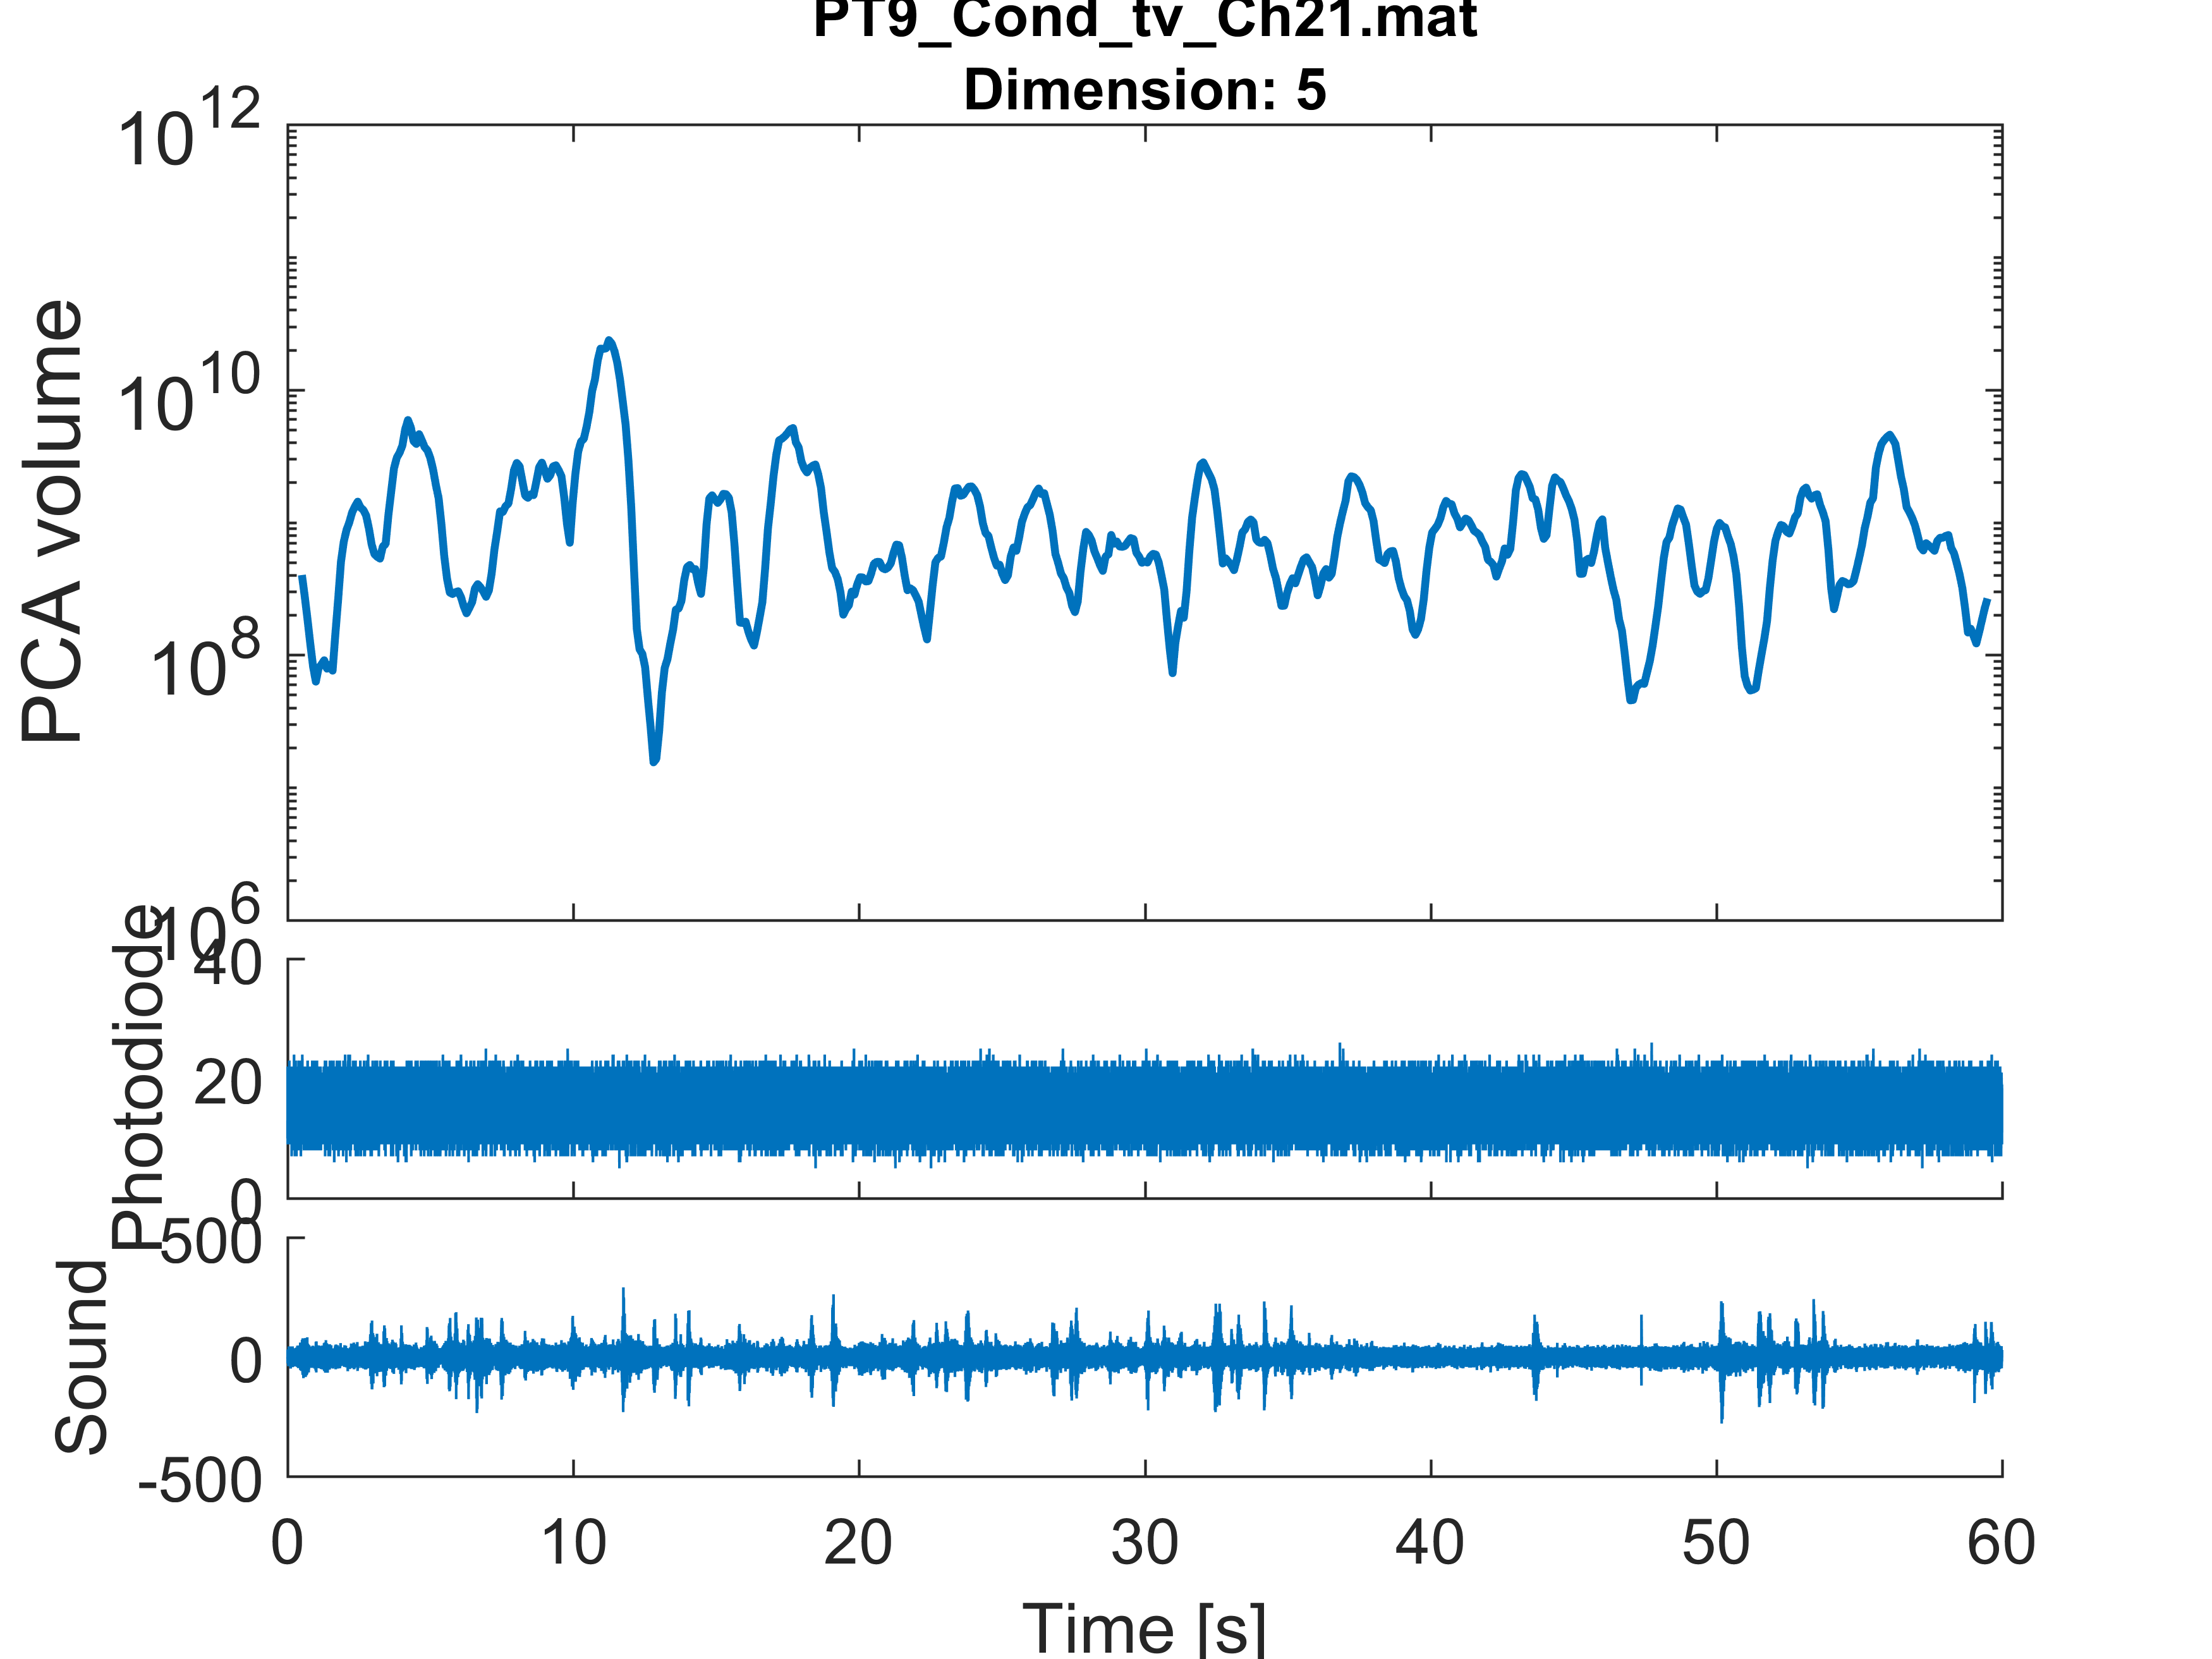 PT9_Cond_tv_Ch21.mat
Dimension: 5
PCA volume
10^12
10^10
10^8
10^6
Photodiode
40
20
0
Sound
500
0
-500
0 10 20 30 40 50 60
Time [s]